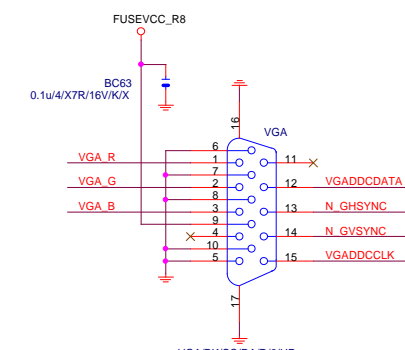 FUSEVCC_R8
BC63
0.1u/4/X7R/16V/K/X
16
VGA
6
VGA_R 1 11
7
VGA_G 2 12 VGADDCDATA
8
VGA_B 3 13 N_GHSYNC
9
4 14 N_GVSYNC
10
5 15 VGADDCCLK
17